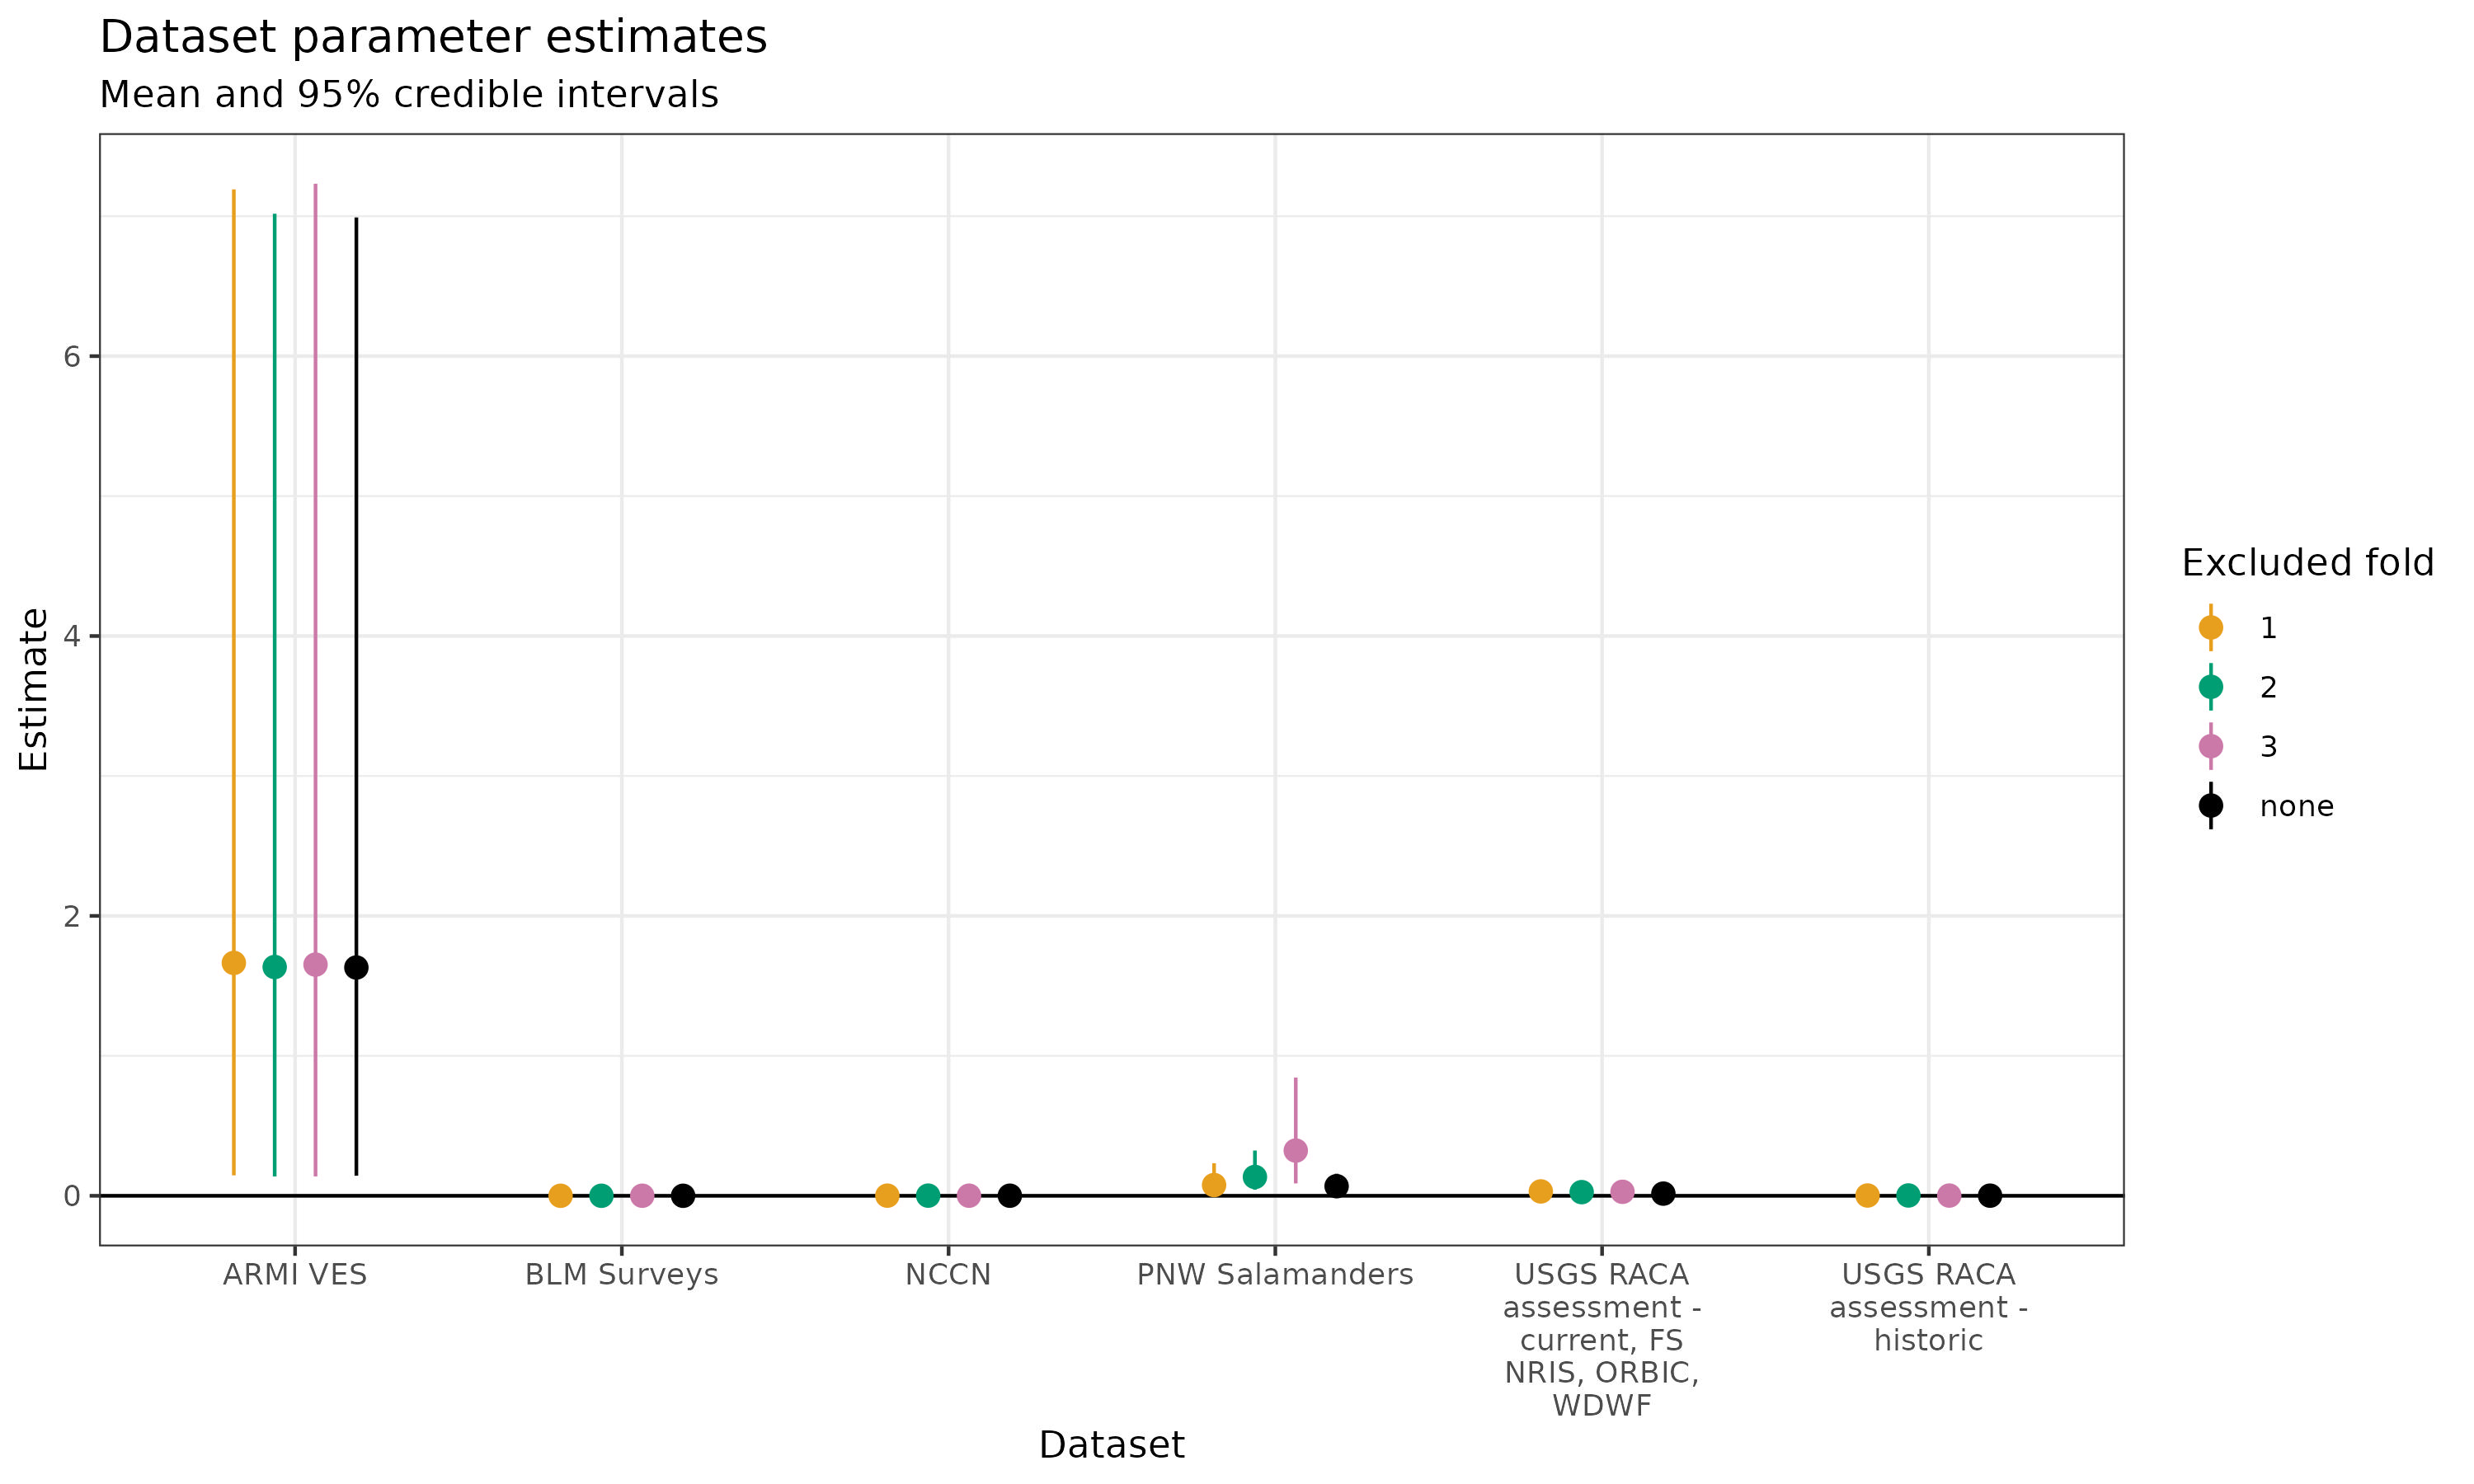 Dataset parameter estimates
Mean and 95% credible intervals
Estimate
6
4
2
0
ARMI VES
BLM Surveys
NCCN
PNW Salamanders
USGS RACA
assessment -
current, FS
NRIS, ORBIC,
WDWF
USGS RACA
assessment -
historic
Dataset
Excluded fold
1
2
3
none